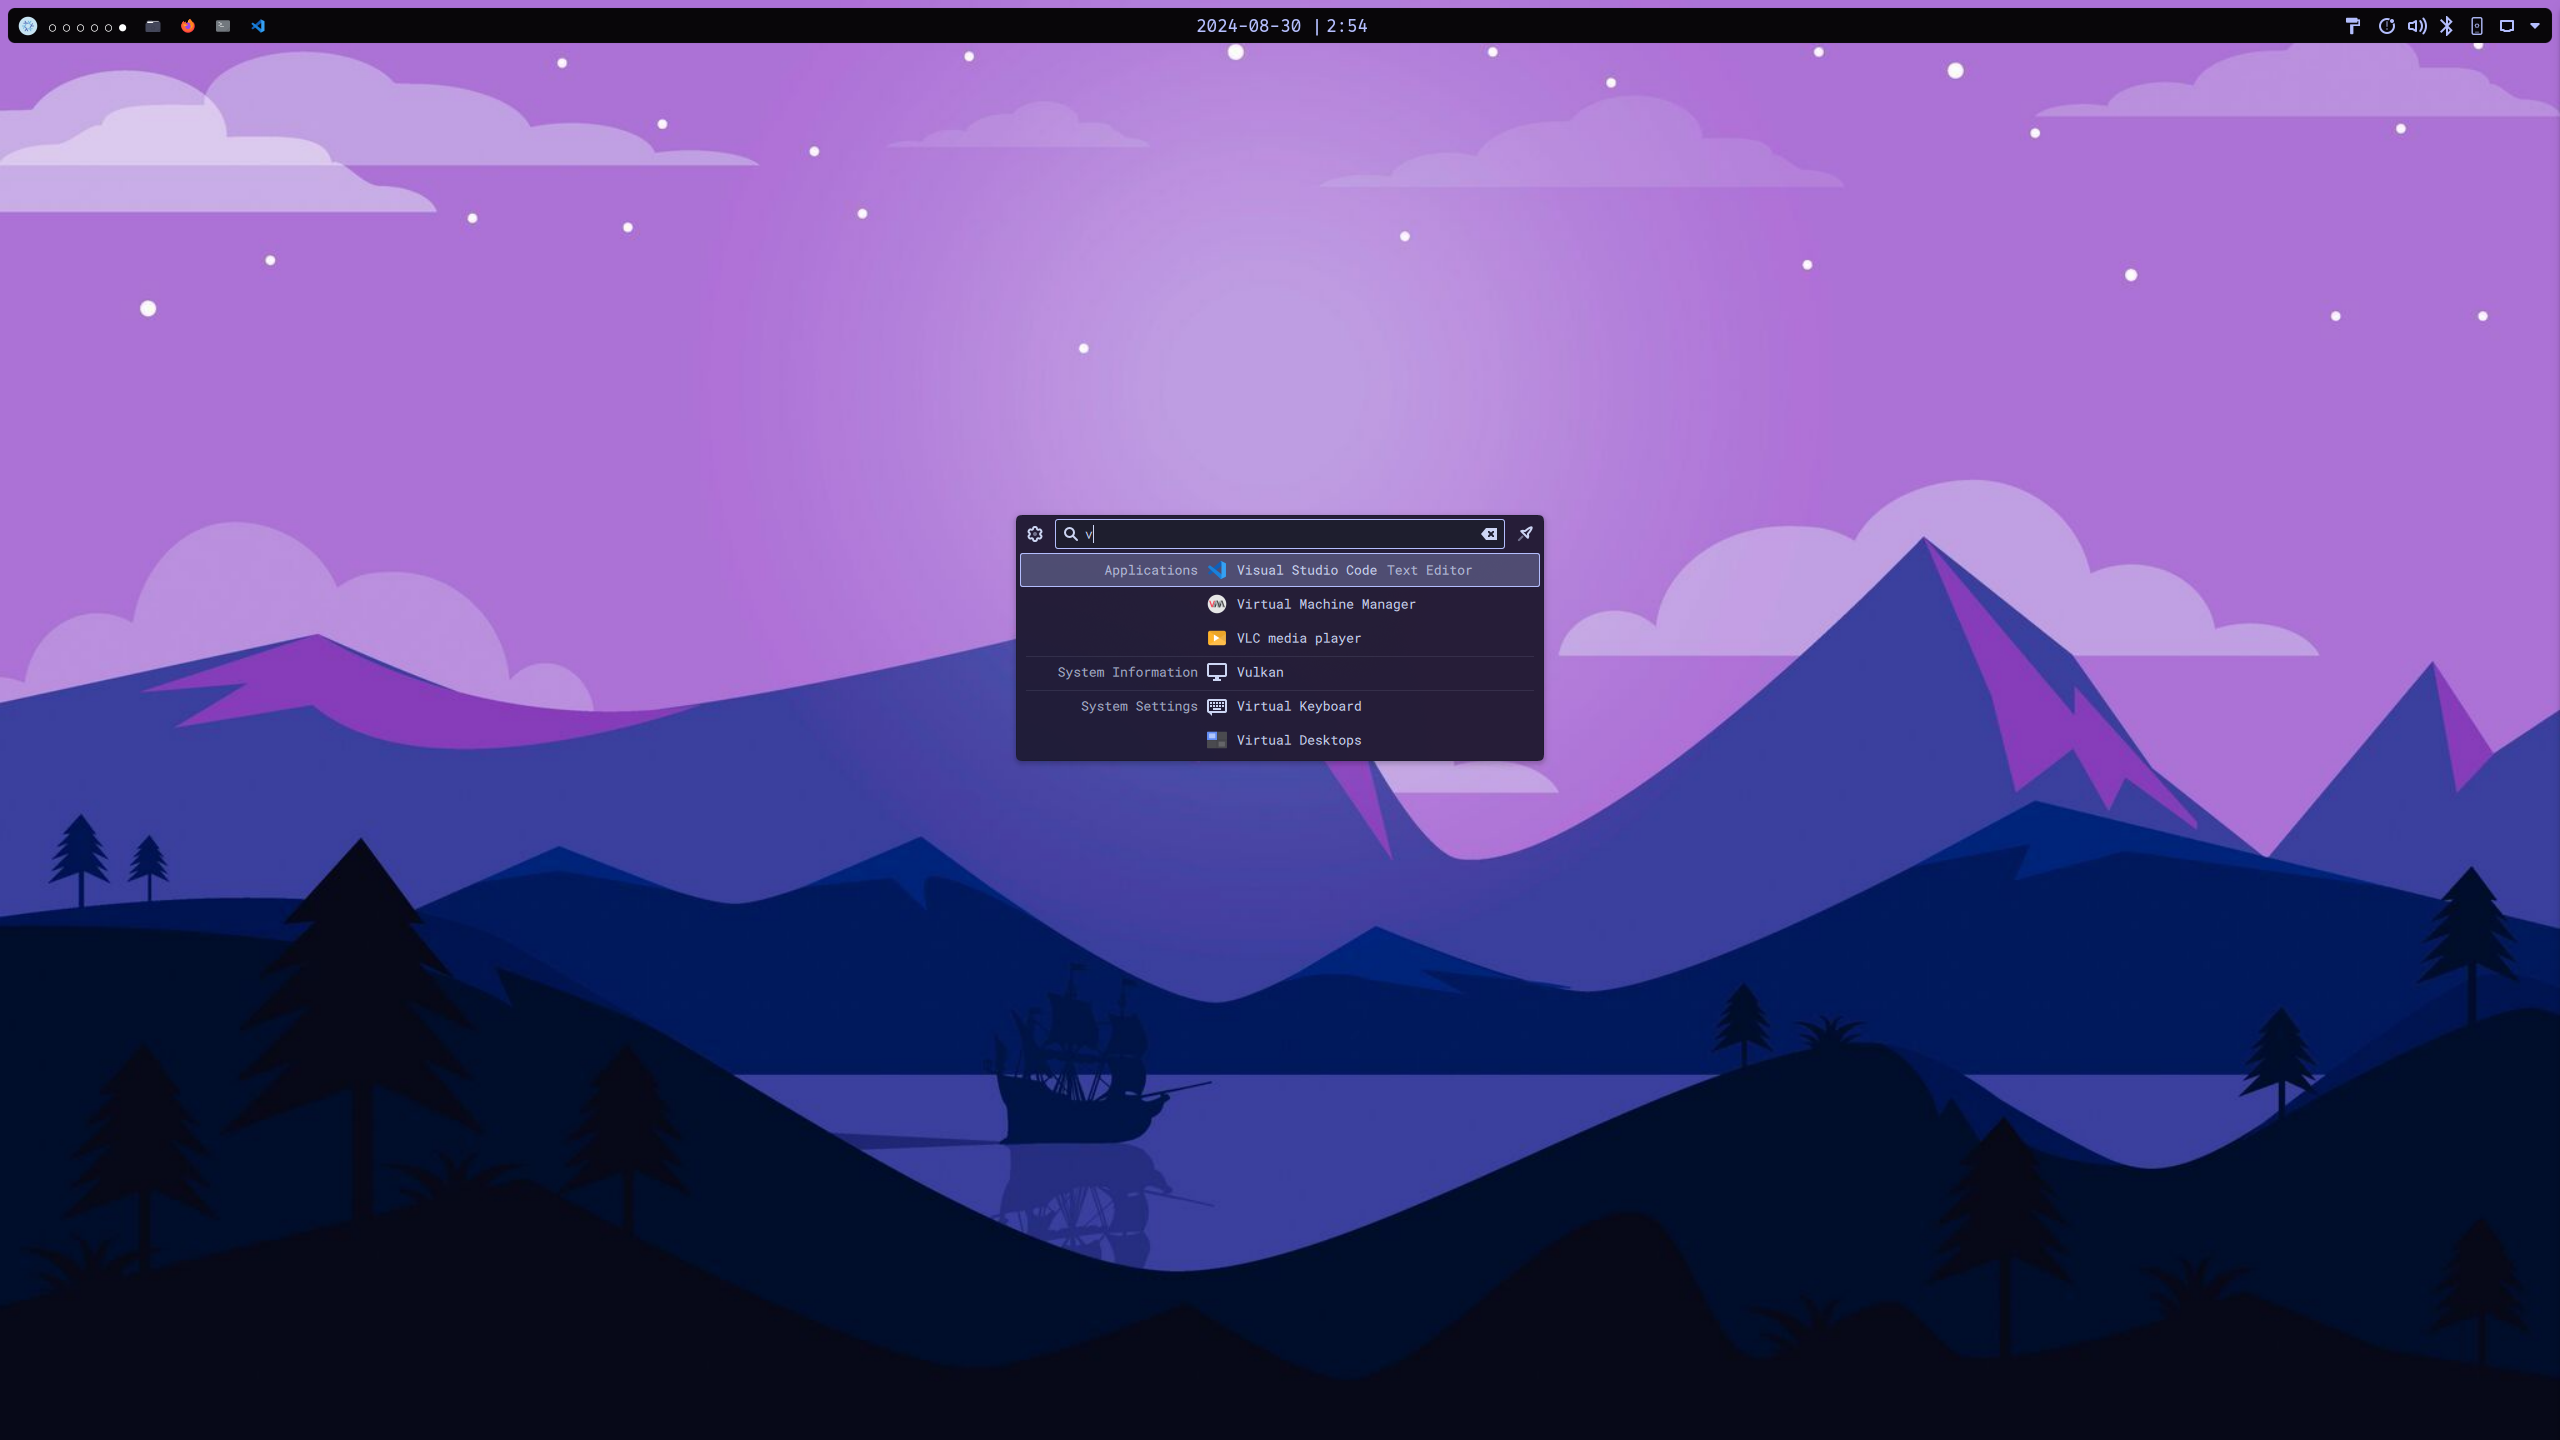 2024-08-30 | 2:54
v
Applications Visual Studio Code Text Editor
Virtual Machine Manager
VLC media player
System Information Vulkan
System Settings Virtual Keyboard
Virtual Desktops